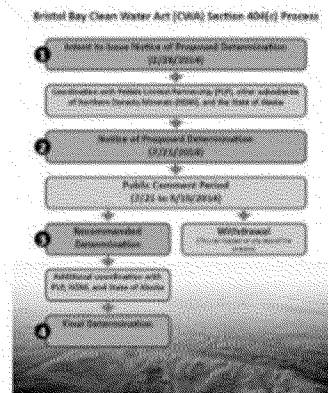 Bristol Bay Clean Water Act (CWA) Section 404(c) Process
1
Intent to Issue Notice of Proposed Determination
(2/28/2014)
Coordination with Pebble Limited Partnership (PLP), other subsidiaries
of Northern Dynasty Minerals (NDM), and the State of Alaska
2
Notice of Proposed Determination
(7/21/2014)
Public Comment Period
(7/21 to 9/19/2014)
3
Recommended
Determination
Withdrawal
Additional coordination with
PLP, NDM, and State of Alaska
4
Final Determination